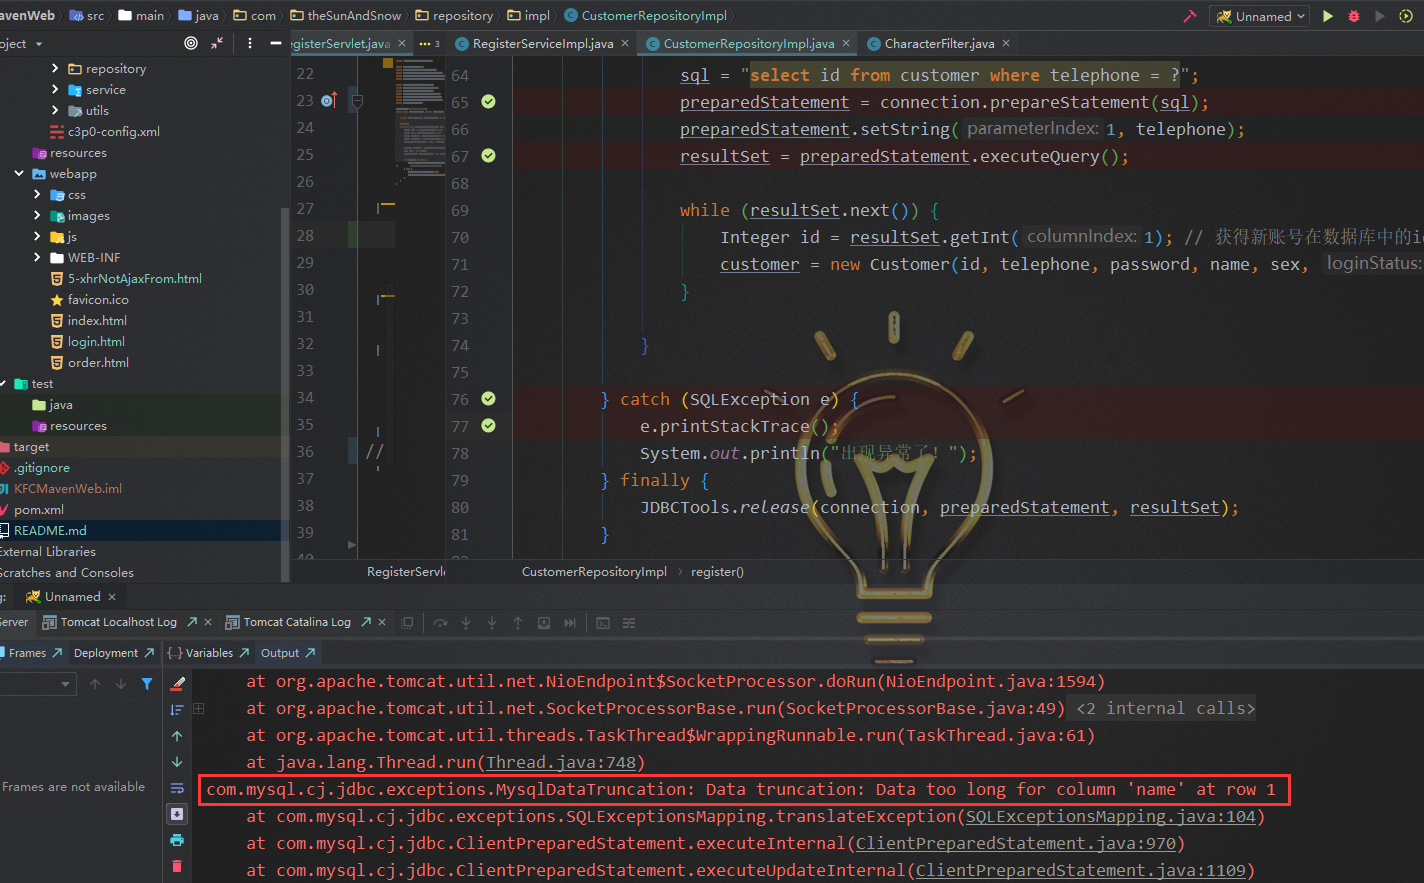 avenWeb src main java com theSunAndSnow repository impl CustomerRepositoryImpl Unnamed
oject
egisterServlet.java × ••• 3 RegisterServiceImpl.java × CustomerRepositoryImpl.java × CharacterFilter.java ×
repository
service
utils
c3p0-config.xml
resources
webapp
css
images
js
WEB-INF
5-xhrNotAjaxFrom.html
favicon.ico
index.html
login.html
order.html
test
java
resources
target
.gitignore
KFCMavenWeb.iml
pom.xml
README.md
External Libraries
Scratches and Consoles
22
23
24
25
26
27
28
29
30
31
32
33
34
35
36 //
37
38
39
40
64 sql = "select id from customer where telephone = ?";
65 preparedStatement = connection.prepareStatement(sql);
66 preparedStatement.setString( parameterIndex: 1, telephone);
67 resultSet = preparedStatement.executeQuery();
68
69 while (resultSet.next()) {
70 Integer id = resultSet.getInt( columnIndex: 1); // 获得新账号在数据库中的i
71 customer = new Customer(id, telephone, password, name, sex, loginStatus:
72 }
73
74 }
75
76 } catch (SQLException e) {
77 e.printStackTrace();
78 System.out.println("出现异常了! ");
79 } finally {
80 JDBCTools.release(connection, preparedStatement, resultSet);
81 }
RegisterServl
CustomerRepositoryImpl › register()
g: Unnamed ×
Server Tomcat Localhost Log × Tomcat Catalina Log ×
Frames Deployment Variables Output
Frames are not available
at org.apache.tomcat.util.net.NioEndpoint$SocketProcessor.doRun(NioEndpoint.java:1594)
at org.apache.tomcat.util.net.SocketProcessorBase.run(SocketProcessorBase.java:49) <2 internal calls>
at org.apache.tomcat.util.threads.TaskThread$WrappingRunnable.run(TaskThread.java:61)
at java.lang.Thread.run(Thread.java:748)
com.mysql.cj.jdbc.exceptions.MysqlDataTruncation: Data truncation: Data too long for column 'name' at row 1
at com.mysql.cj.jdbc.exceptions.SQLExceptionsMapping.translateException(SQLExceptionsMapping.java:104)
at com.mysql.cj.jdbc.ClientPreparedStatement.executeInternal(ClientPreparedStatement.java:970)
at com.mysql.cj.jdbc.ClientPreparedStatement.executeUpdateInternal(ClientPreparedStatement.java:1109)